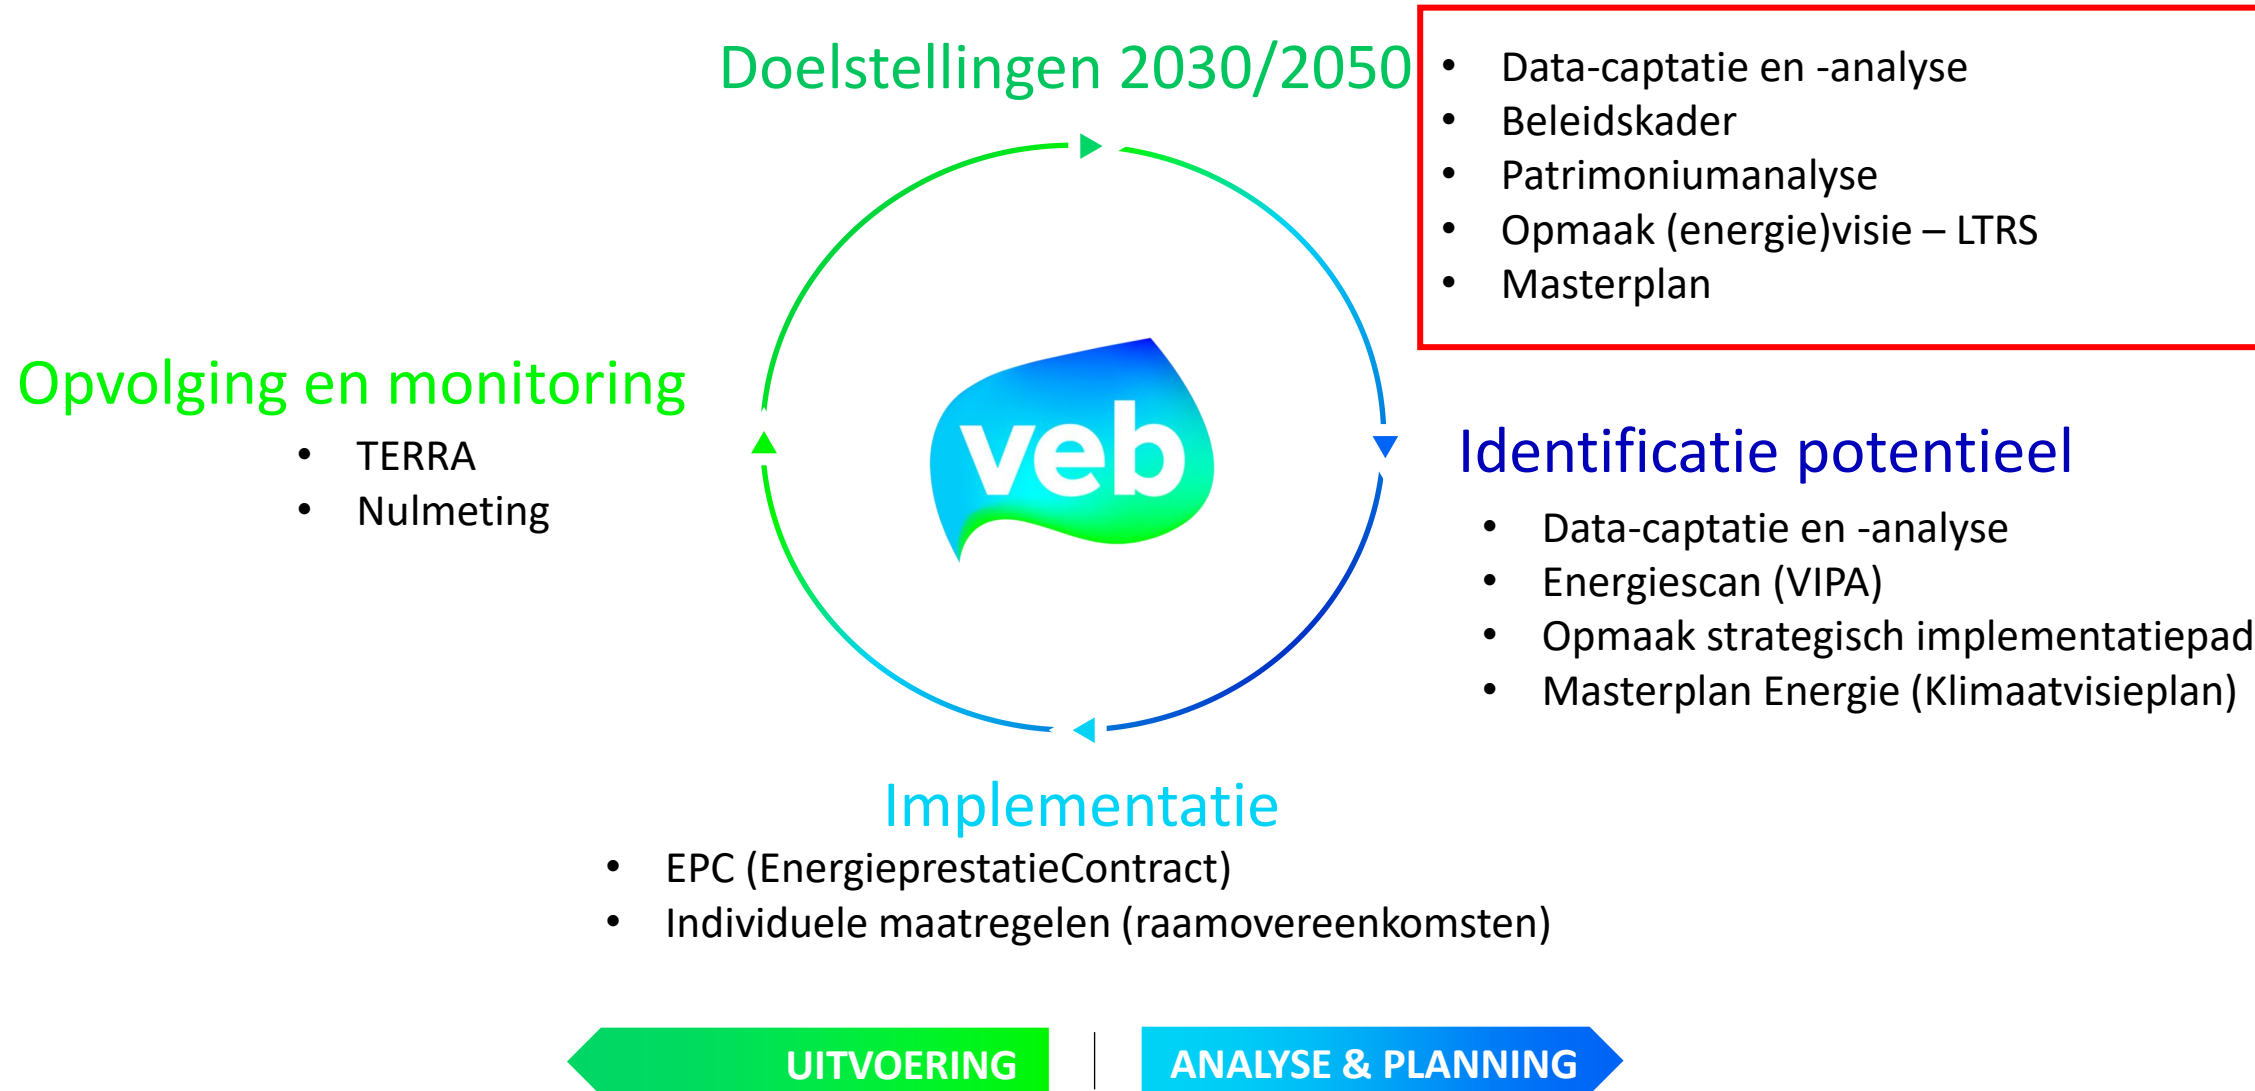 Doelstellingen 2030/2050
• Data-captatie en -analyse
• Beleidskader
• Patrimoniumanalyse
• Opmaak (energie)visie – LTRS
• Masterplan
Opvolging en monitoring
• TERRA
• Nulmeting
veb
Identificatie potentieel
• Data-captatie en -analyse
• Energiescan (VIPA)
• Opmaak strategisch implementatiepad
• Masterplan Energie (Klimaatvisieplan)
Implementatie
• EPC (EnergieprestatieContract)
• Individuele maatregelen (raamovereenkomsten)
UITVOERING
ANALYSE & PLANNING